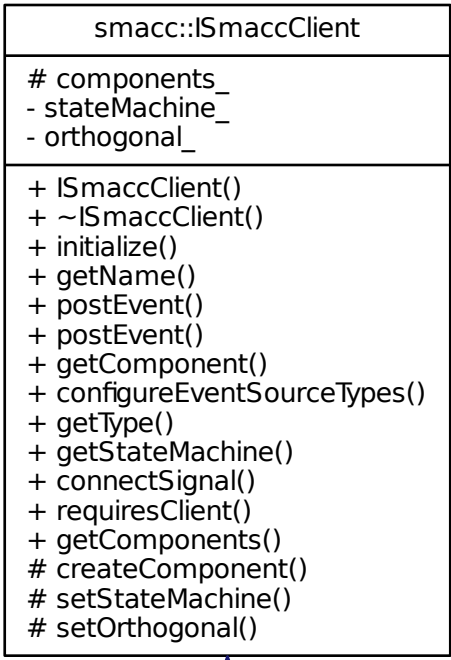 smacc::ISmaccClient
# components_
- stateMachine_
- orthogonal_
+ ISmaccClient()
+ ~ISmaccClient()
+ initialize()
+ getName()
+ postEvent()
+ postEvent()
+ getComponent()
+ configureEventSourceTypes()
+ getType()
+ getStateMachine()
+ connectSignal()
+ requiresClient()
+ getComponents()
# createComponent()
# setStateMachine()
# setOrthogonal()